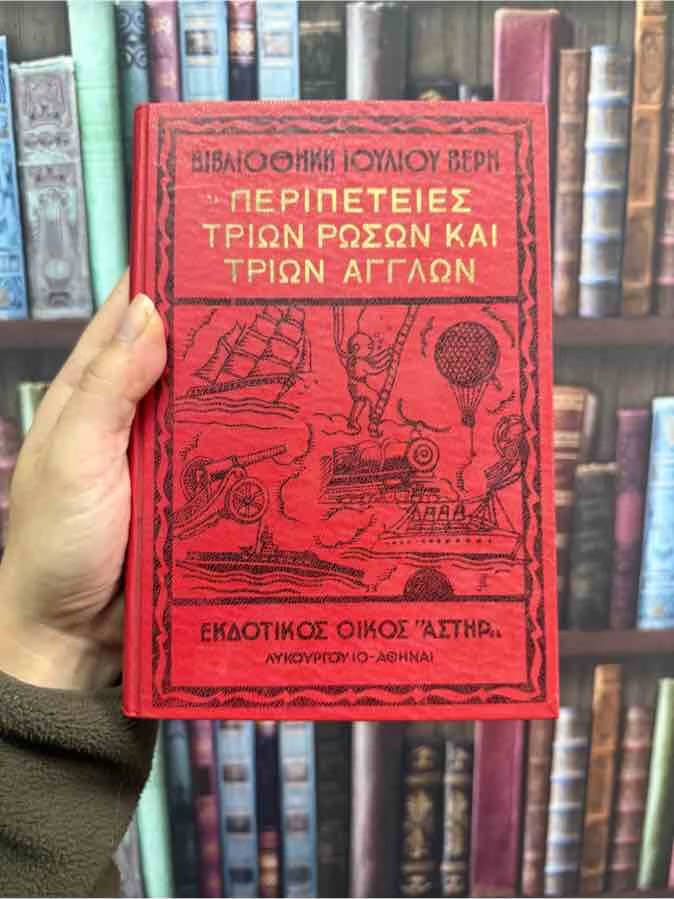 ΒΙΒΛΙΟΘΗΚΗ ΙΟΥΛΙΟΥ ΒΕΡΝ
ΠΕΡΙΠΕΤΕΙΕΣ
ΤΡΙΩΝ ΡΩΣΩΝ ΚΑΙ
ΤΡΙΩΝ ΑΓΓΛΩΝ
ΕΚΔΟΤΙΚΟΣ ΟΙΚΟΣ "ΑΣΤΗΡ"
ΛΥΚΟΥΡΓΟΥ 10-ΑΘΗΝΑΙ